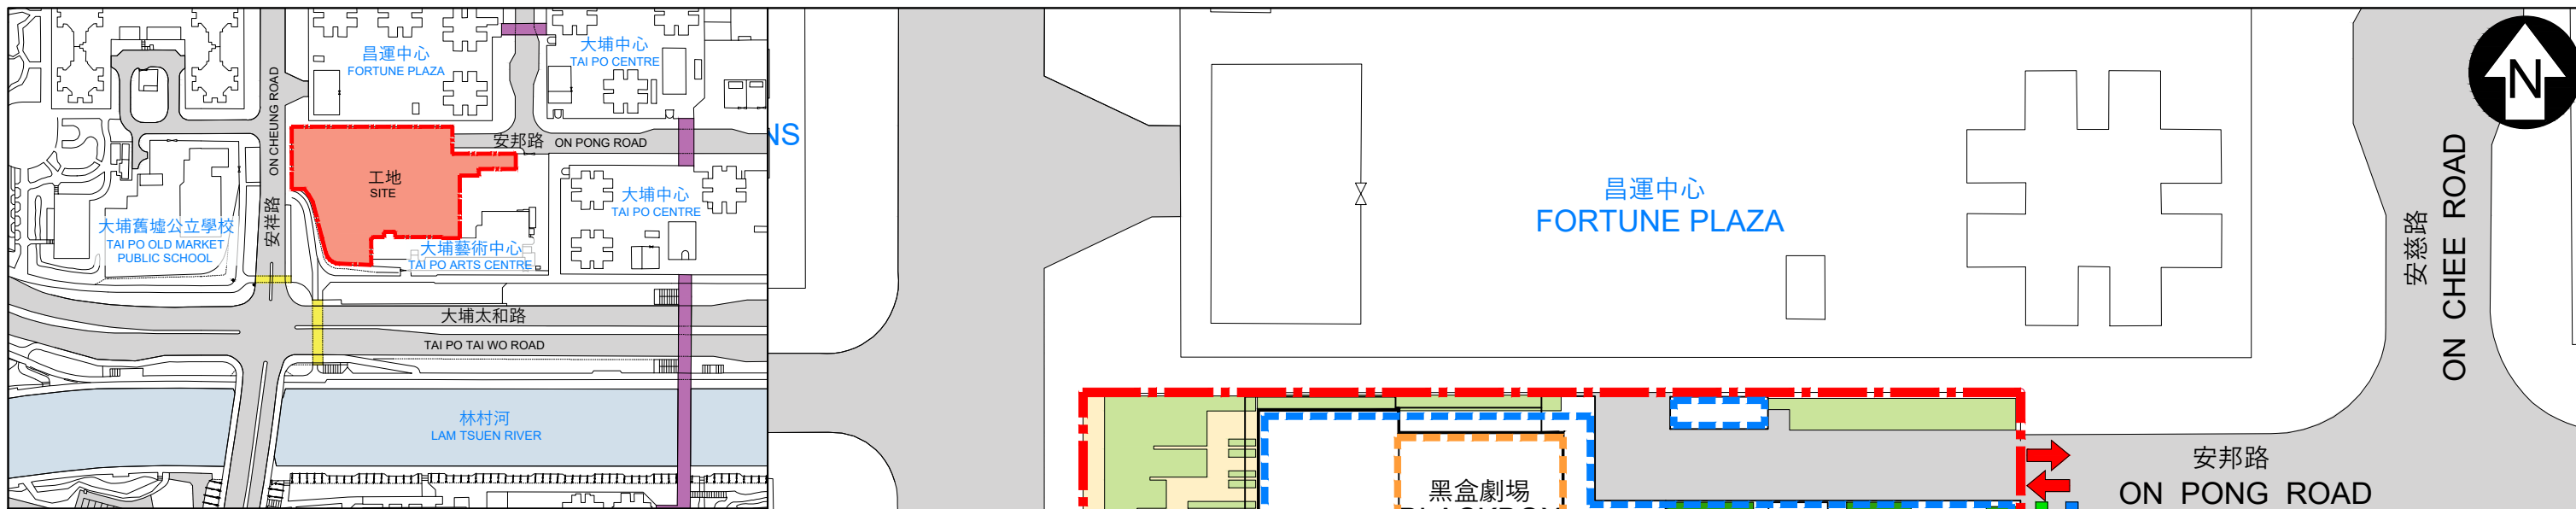 昌運中心
FORTUNE PLAZA
大埔中心
TAI PO CENTRE
ON CHEUNG ROAD
安祥路
安邦路 ON PONG ROAD
工地
SITE
大埔中心
TAI PO CENTRE
大埔舊墟公立學校
TAI PO OLD MARKET
PUBLIC SCHOOL
大埔藝術中心
TAI PO ARTS CENTRE
大埔太和路
TAI PO TAI WO ROAD
林村河
LAM TSUEN RIVER
NS
昌運中心
FORTUNE PLAZA
安慈路
ON CHEE ROAD
N
黑盒劇場
安邦路
ON PONG ROAD